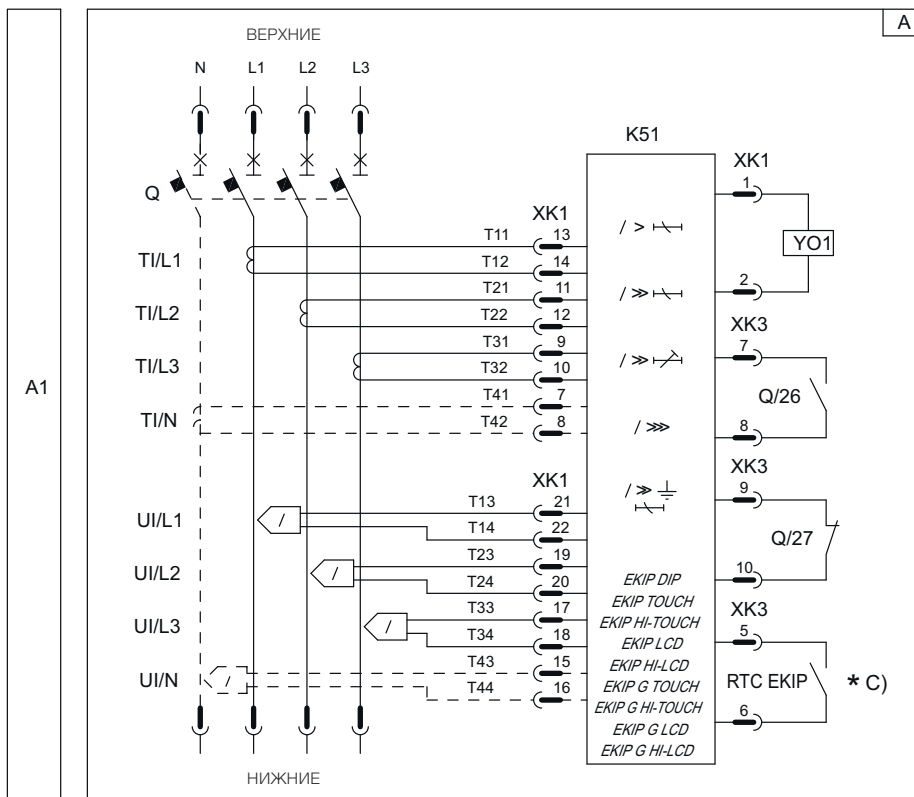 A
ВЕРХНИЕ
N L1 L2 L3
K51
XK1
1
Q
XK1
/ >
T11 13
YO1
TI/L1
T12 14
2
T21 11
/ >>
TI/L2
T22 12
XK3
T31 9
7
TI/L3
/ >>
T32 10
A1
Q/26
T41 7
TI/N
T42 8
/ >>>
8
XK3
XK1
/ >>
9
T13 21
UI/L1
T14 22
Q/27
T23 19
UI/L2
10
T24 20
EKIP DIP
EKIP TOUCH
XK3
T33 17
EKIP HI-TOUCH
5
UI/L3
T34 18
EKIP LCD
T43 15
EKIP HI-LCD
UI/N
RTC EKIP
* C)
T44 16
EKIP G TOUCH
EKIP G HI-TOUCH
6
EKIP G LCD
EKIP G HI-LCD
НИЖНИЕ